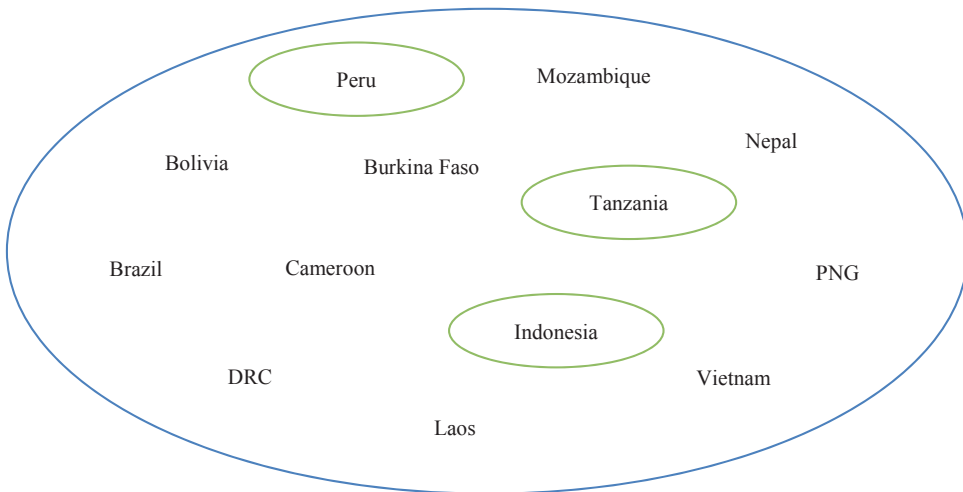 Peru
Mozambique
Nepal
Bolivia
Burkina Faso
Tanzania
Brazil
Cameroon
PNG
Indonesia
DRC
Vietnam
Laos